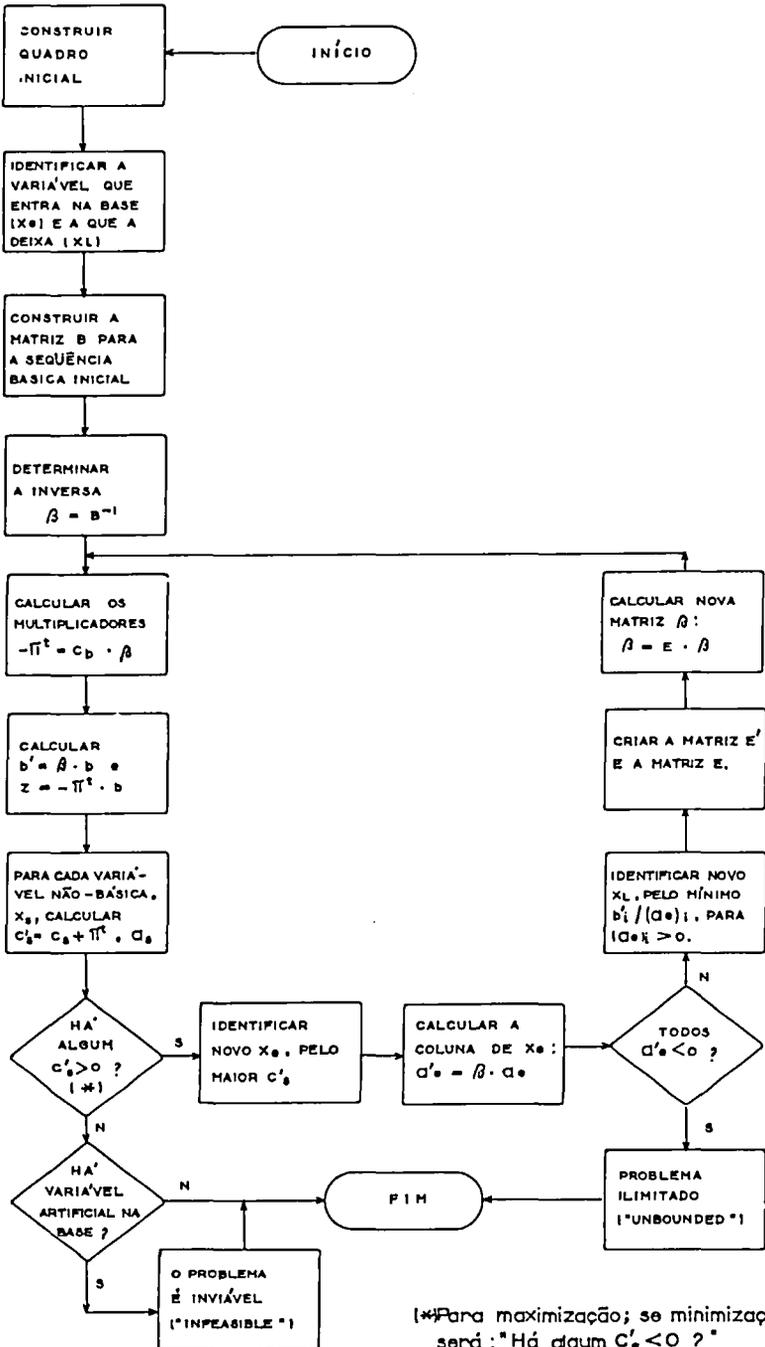 CONSTRUIR
QUADRO
INICIAL
INÍCIO
IDENTIFICAR A
VARIÁVEL QUE
ENTRA NA BASE
(Xe) E A QUE A
DEIXA (XL)
CONSTRUIR A
MATRIZ B PARA
A SEQUÊNCIA
BASICA INICIAL
DETERMINAR
A INVERSA
β = B⁻¹
CALCULAR OS
MULTIPLICADORES
-Πᵗ = Cb · β
CALCULAR
b' = β · b e
Z = -Πᵗ · b
PARA CADA VARIÁ-
VEL NÃO-BÁSICA,
Xs, CALCULAR
C's = Cs + Πᵗ . as
HÁ
ALGUM
C's > 0 ?
(*)
S
N
IDENTIFICAR
NOVO Xe, PELO
MAIOR C's
CALCULAR A
COLUNA DE Xe :
a'e = β · ae
TODOS
a'e < 0 ?
N
S
IDENTIFICAR NOVO
XL, PELO MÍNIMO
b'i / (ae)i , PARA
(ae)i > 0.
CRIAR A MATRIZ E'
E A MATRIZ E.
CALCULAR NOVA
MATRIZ β :
β = E · β
PROBLEMA
ILIMITADO
("UNBOUNDED")
HÁ
VARIÁVEL
ARTIFICIAL NA
BASE ?
N
S
FIM
O PROBLEMA
É INVIÁVEL
("INFEASIBLE")
(*)Para maximização; se minimizaç
será : "Há algum C's < 0 ?"